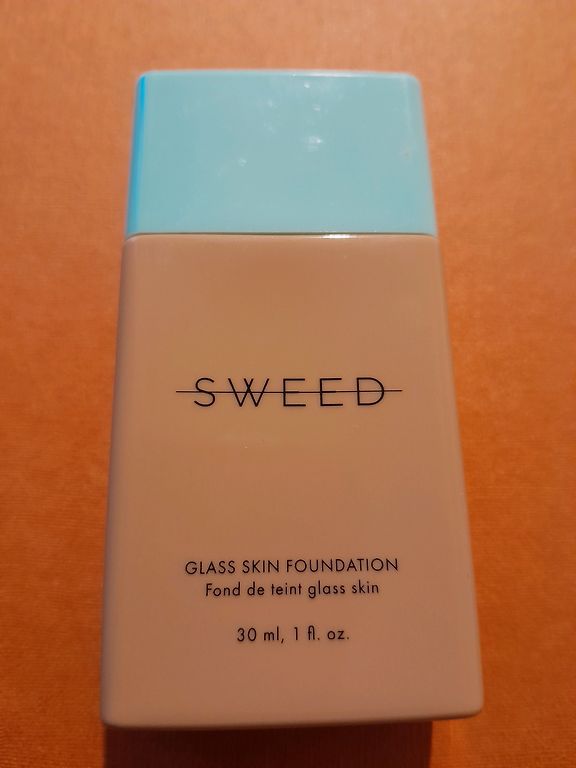 SWEED
GLASS SKIN FOUNDATION
Fond de teint glass skin
30 ml, 1 fl. oz.